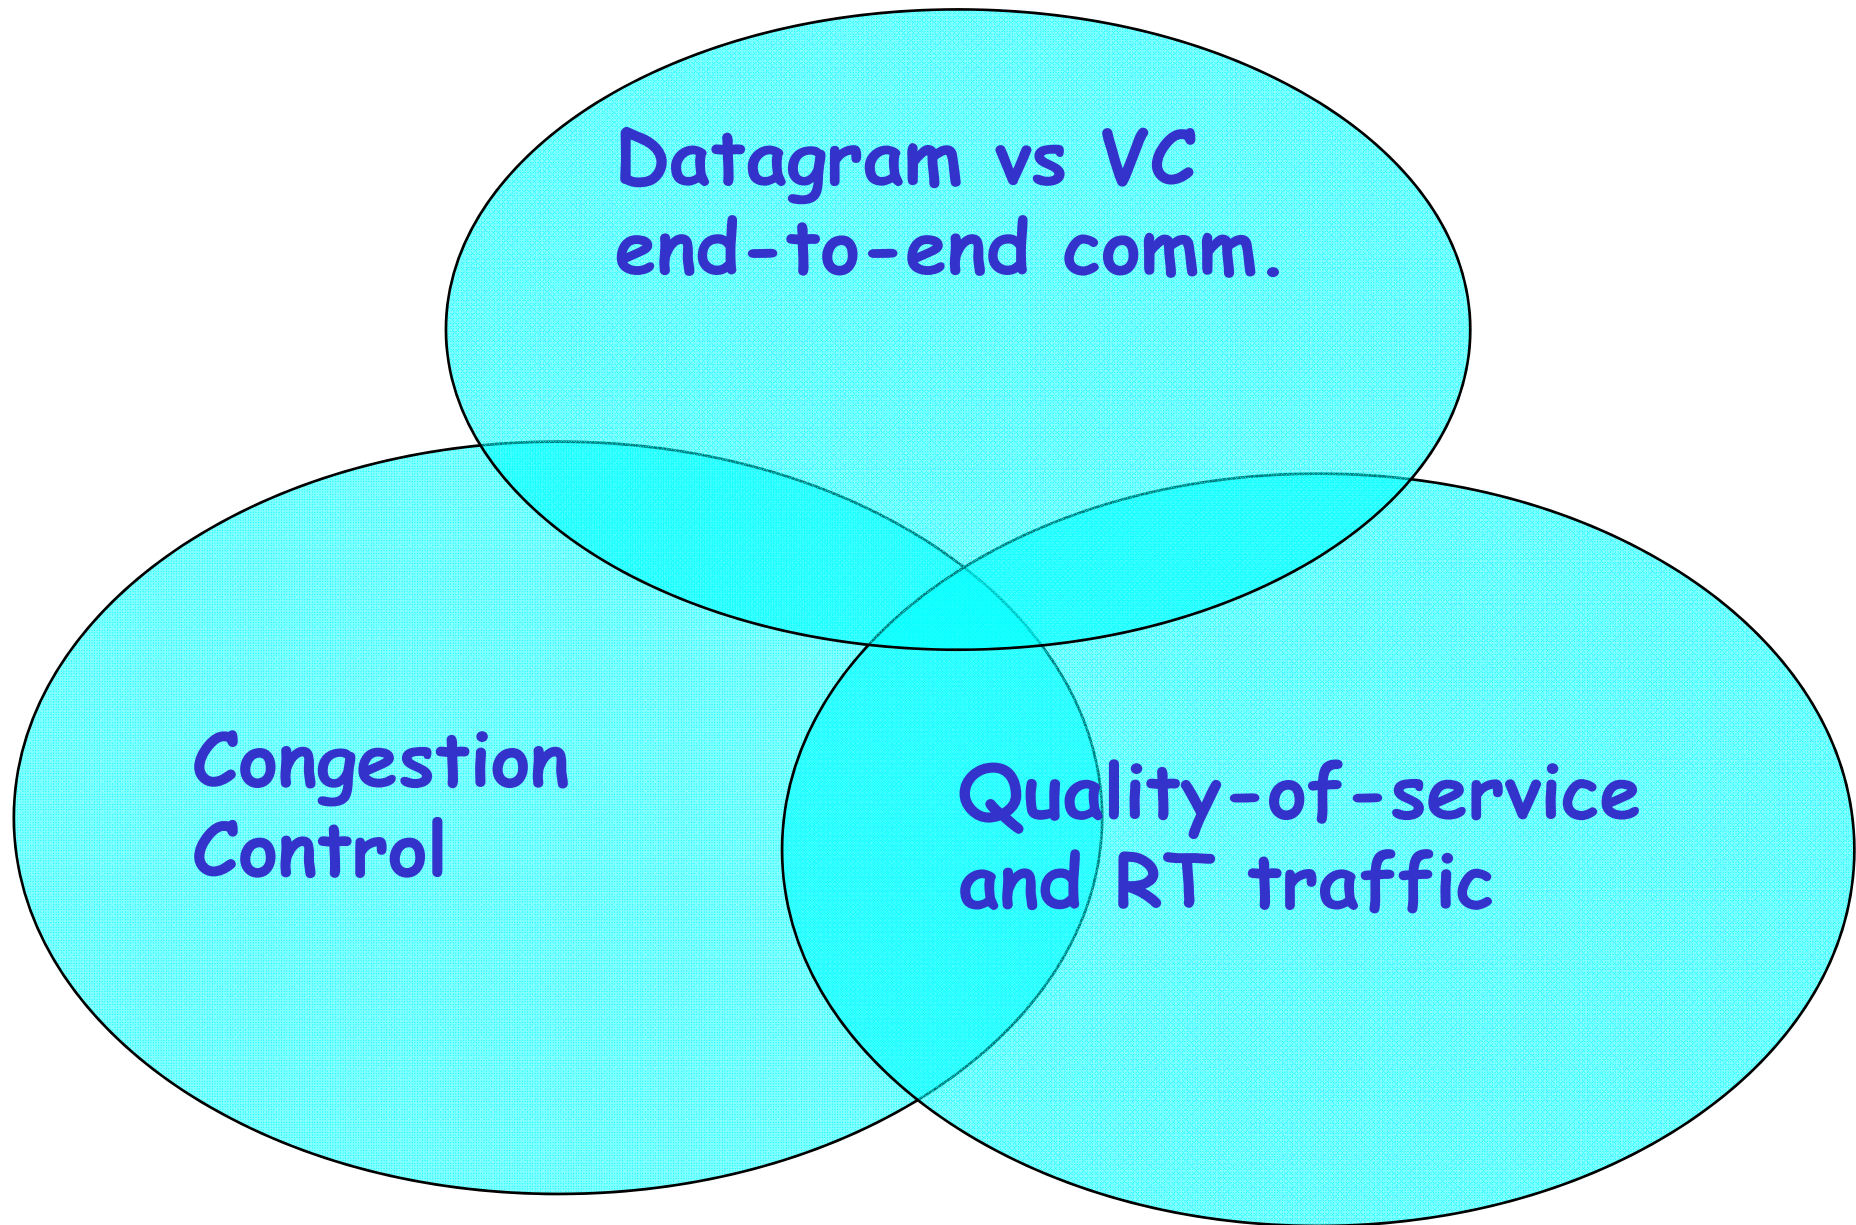 Datagram vs VC
end-to-end comm.
Congestion
Control
Quality-of-service
and RT traffic